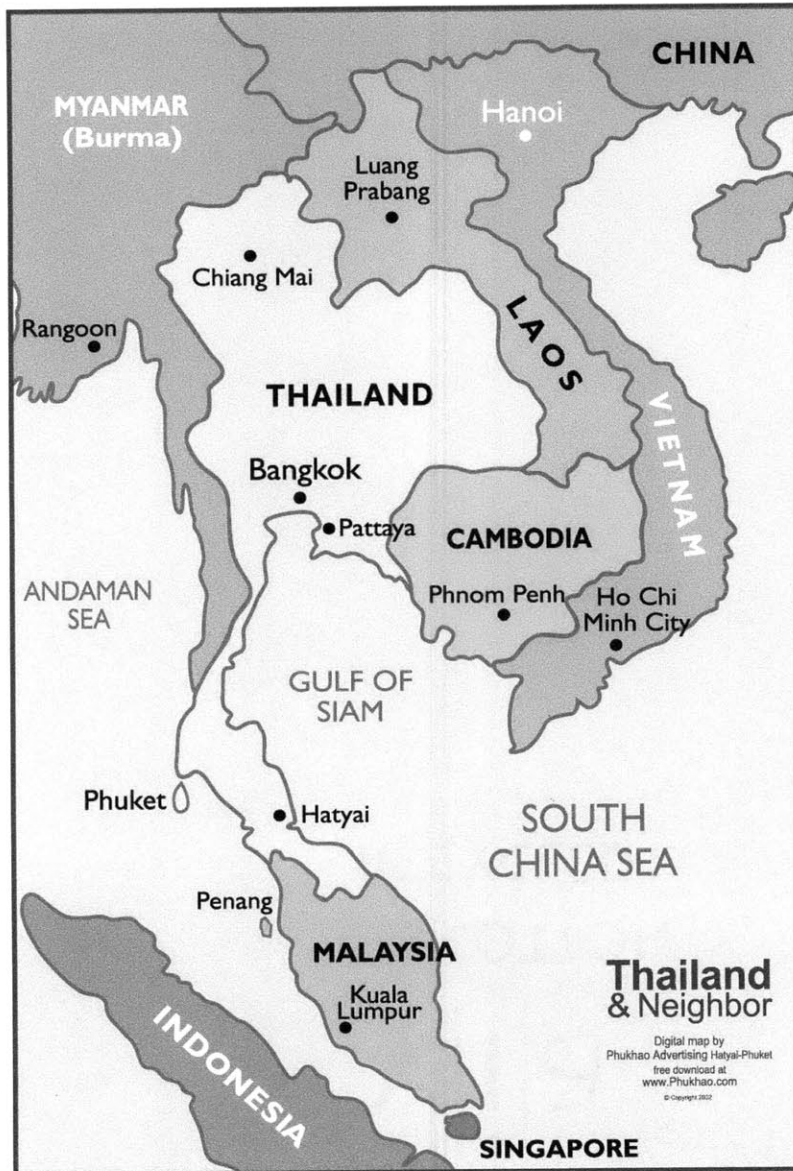 CHINA
MYANMAR
(Burma)
Hanoi
Luang
Prabang
Chiang Mai
Rangoon
LAOS
THAILAND
VIETNAM
Bangkok
Pattaya
CAMBODIA
ANDAMAN
SEA
Phnom Penh
Ho Chi
Minh City
GULF OF
SIAM
Phuket
Hatyai
SOUTH
CHINA SEA
Penang
MALAYSIA
Kuala
Lumpur
INDONESIA
Thailand
& Neighbor
Digital map by
Phukhao Advertising Hatyai-Phuket
free download at
www.Phukhao.com
© Copyright 2002
SINGAPORE